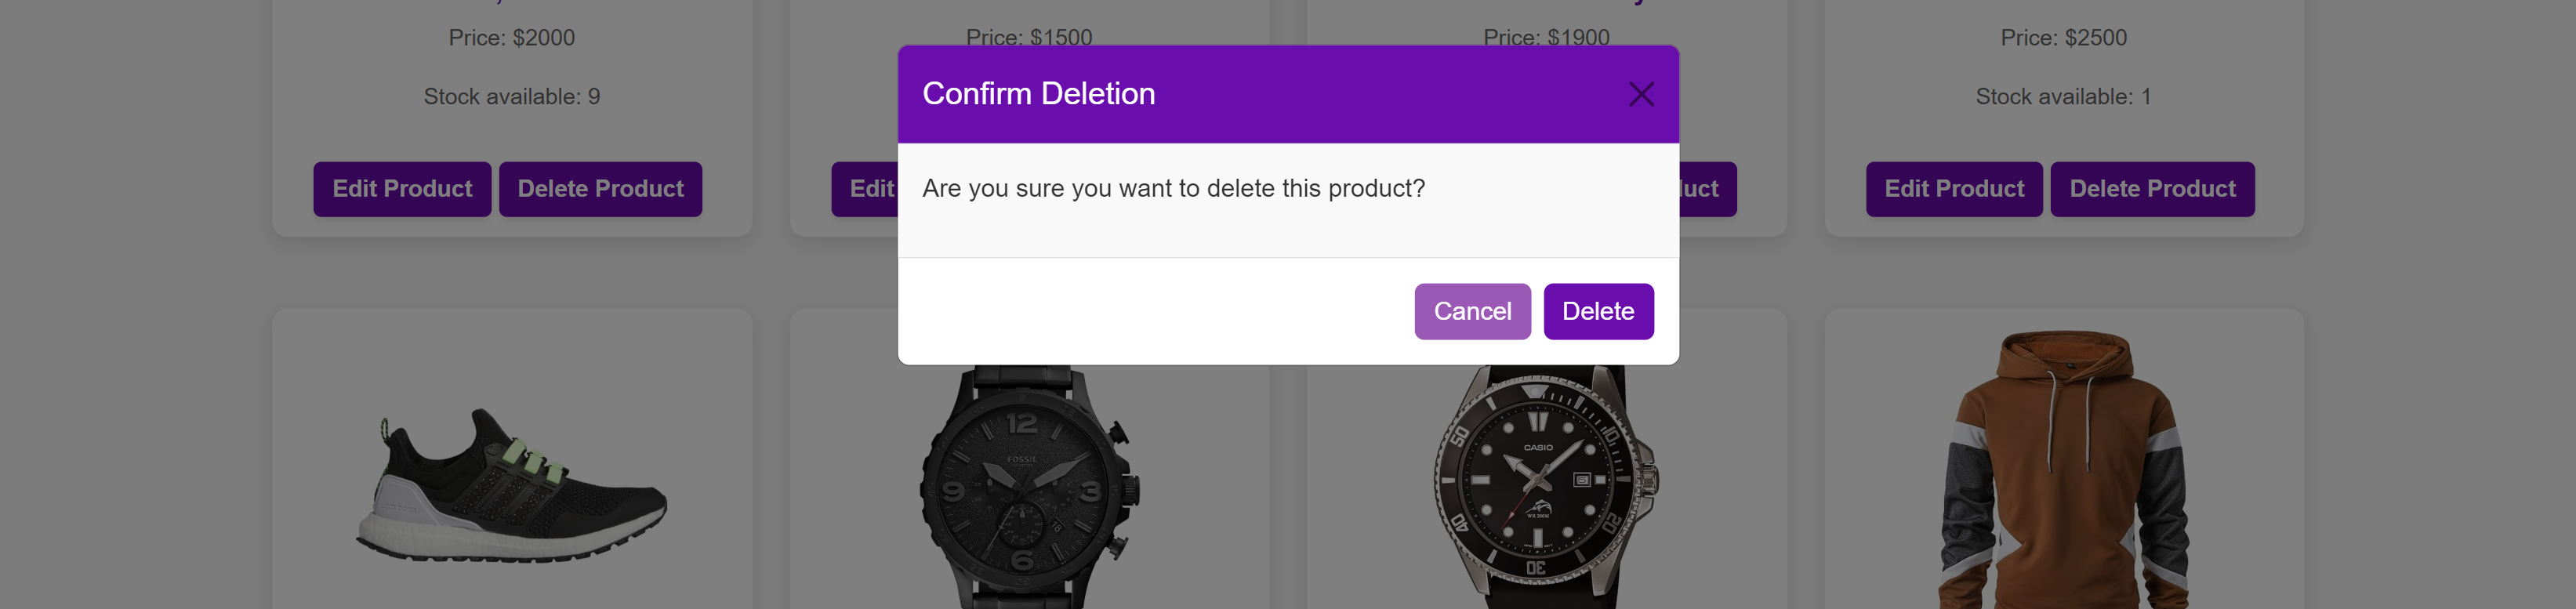 Price: $2000
Price: $1500
Price: $1900
Price: $2500
Confirm Deletion
Stock available: 9
Stock available: 1
Are you sure you want to delete this product?
Edit Product
Delete Product
Edit
Edit Product
Delete Product
Cancel
Delete
12
FOSSIL
9
3
18
6
CASIO
50
10
40
20
30